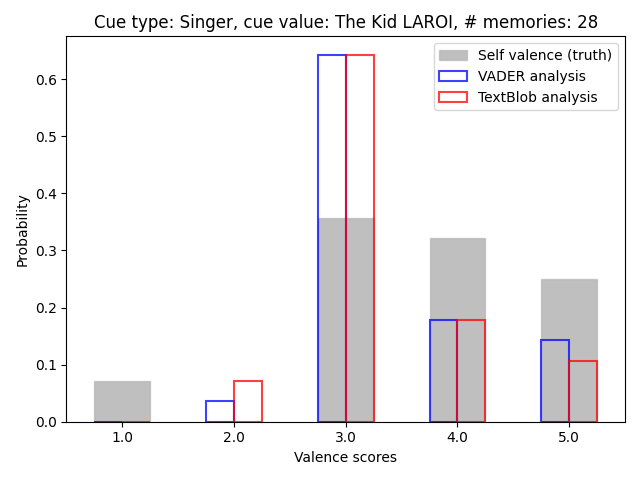 Cue type: Singer, cue value: The Kid LAROI, # memories: 28
Self valence (truth)
VADER analysis
TextBlob analysis
Probability
0.6
0.5
0.4
0.3
0.2
0.1
0.0
1.0 2.0 3.0 4.0 5.0
Valence scores